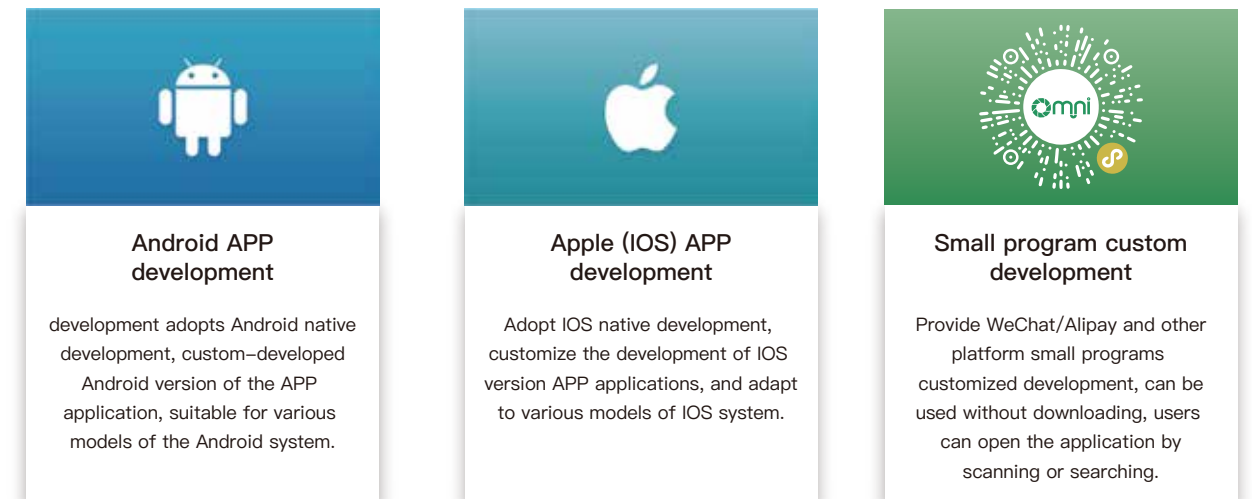 Omni
Android APP
development
development adopts Android native
development, custom-developed
Android version of the APP
application, suitable for various
models of the Android system.
Apple (IOS) APP
development
Adopt IOS native development,
customize the development of IOS
version APP applications, and adapt
to various models of IOS system.
Small program custom
development
Provide WeChat/Alipay and other
platform small programs
customized development, can be
used without downloading, users
can open the application by
scanning or searching.